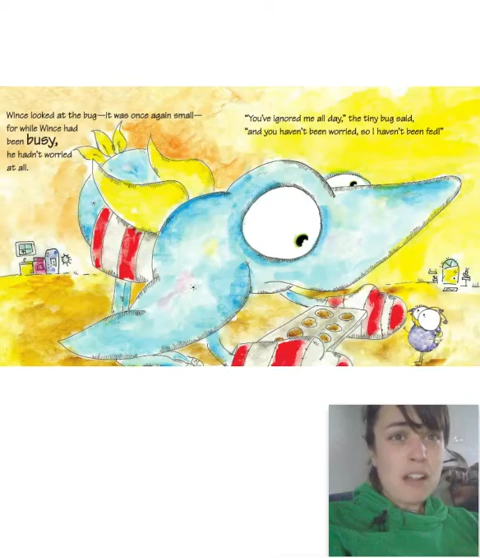 Wince looked at the bug—it was once again small—
for while Wince had
been busy,
he hadn't worried
at all.
“You've ignored me all day,” the tiny bug said,
“and you haven't been worried, so I haven't been fed!”